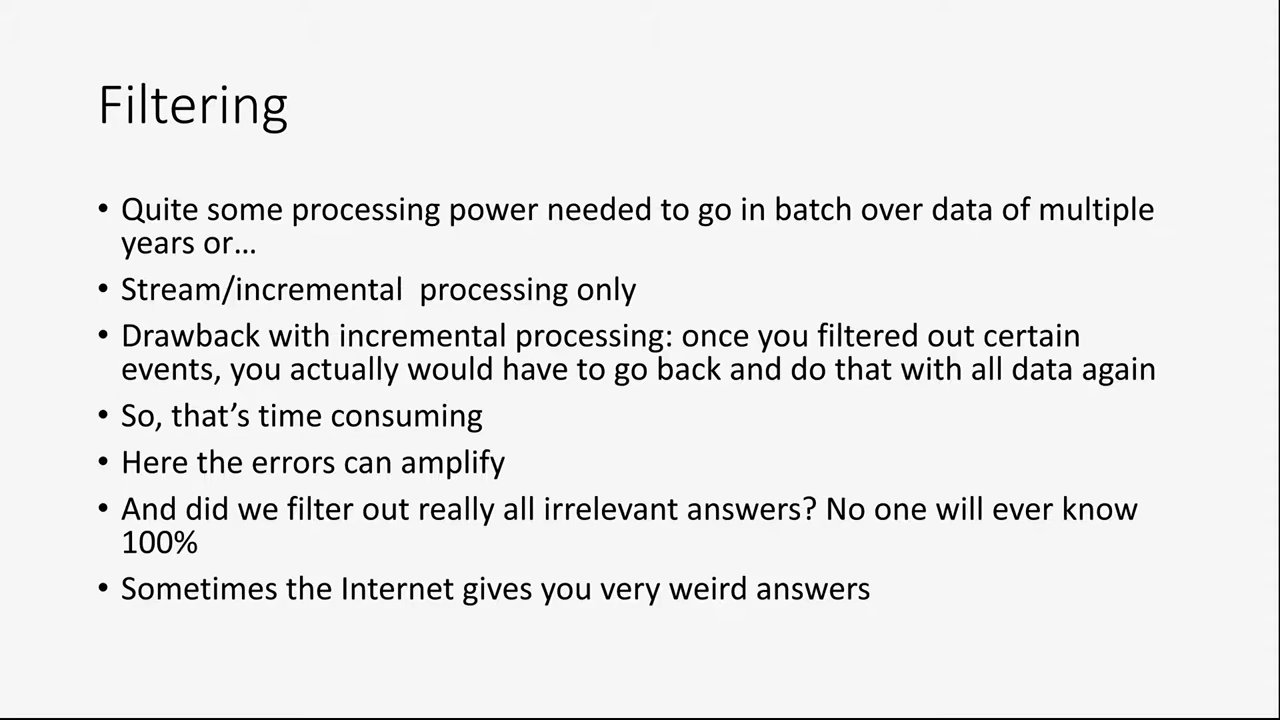 Filtering
• Quite some processing power needed to go in batch over data of multiple
years or…
• Stream/incremental  processing only
• Drawback with incremental processing: once you filtered out certain
events, you actually would have to go back and do that with all data again
• So, that’s time consuming
• Here the errors can amplify
• And did we filter out really all irrelevant answers? No one will ever know
100%
• Sometimes the Internet gives you very weird answers